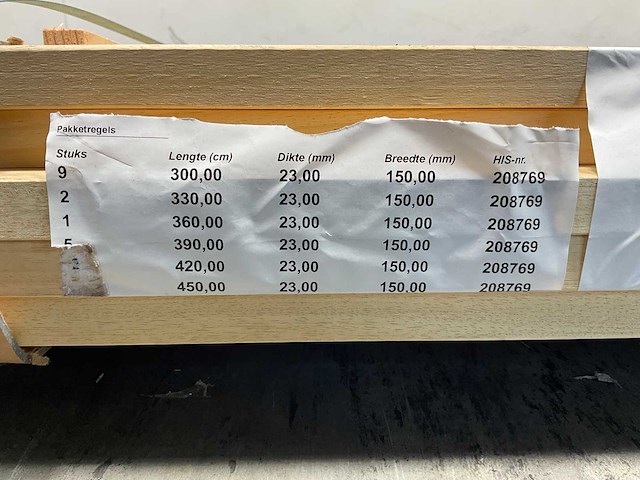 Pakketregels
Stuks Lengte (cm) Dikte (mm) Breedte (mm) HIS-nr.
9 300,00 23,00 150,00 208769
2 330,00 23,00 150,00 208769
1 360,00 23,00 150,00 208769
5 390,00 23,00 150,00 208769
420,00 23,00 150,00 208769
450,00 23,00 150,00 208769